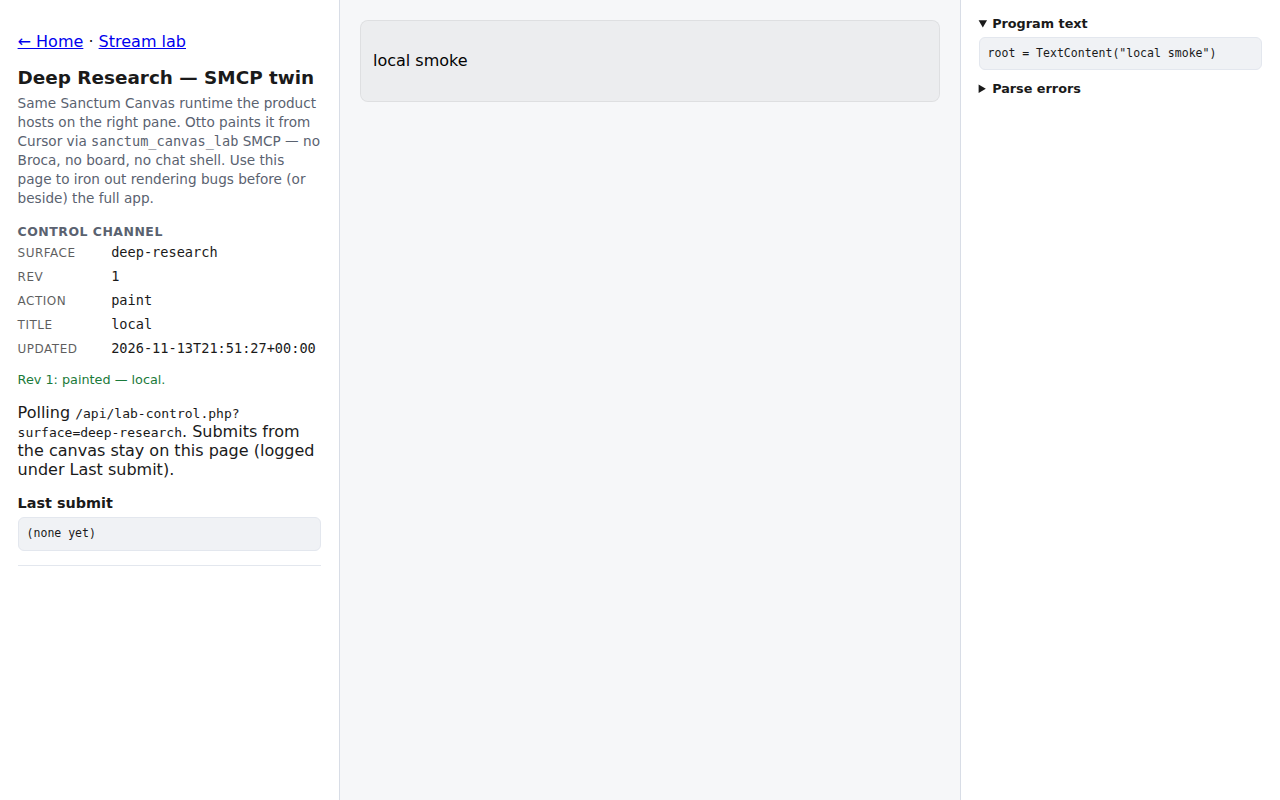 ← Home · Stream lab
Deep Research — SMCP twin
Same Sanctum Canvas runtime the product
hosts on the right pane. Otto paints it from
Cursor via sanctum_canvas_lab SMCP — no
Broca, no board, no chat shell. Use this
page to iron out rendering bugs before (or
beside) the full app.
CONTROL CHANNEL
SURFACE deep-research
REV 1
ACTION paint
TITLE local
UPDATED 2026-11-13T21:51:27+00:00
Rev 1: painted — local.
Polling /api/lab-control.php?
surface=deep-research. Submits from
the canvas stay on this page (logged
under Last submit).
Last submit
(none yet)
local smoke
▼ Program text
root = TextContent("local smoke")
▶ Parse errors